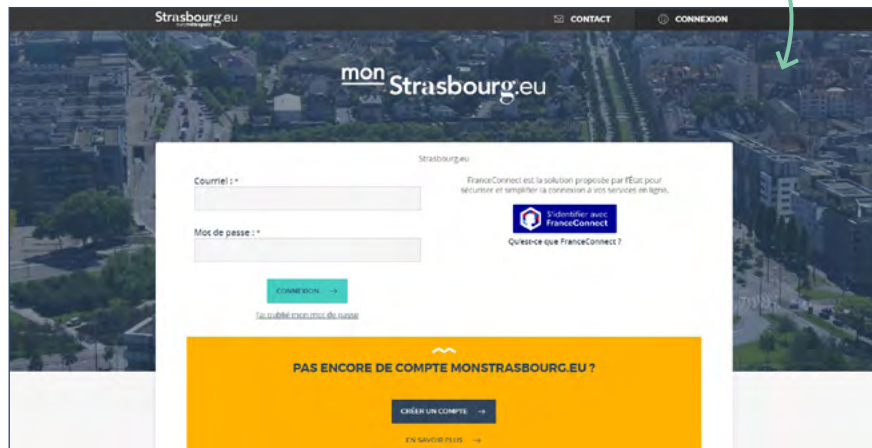 Strasbourg.eu
eurométropole
CONTACT
CONNEXION
mon
Strasbourg.eu
Strasbourg.eu
Courriel : *
Mot de passe : *
CONNEXION →
J'ai oublié mon mot de passe
FranceConnect est la solution proposée par l'État pour
sécuriser et simplifier la connexion à vos services en ligne.
S'identifier avec
FranceConnect
Qu'est-ce que FranceConnect ?
PAS ENCORE DE COMPTE MONSTRASBOURG.EU ?
CRÉER UN COMPTE →
EN SAVOIR PLUS →